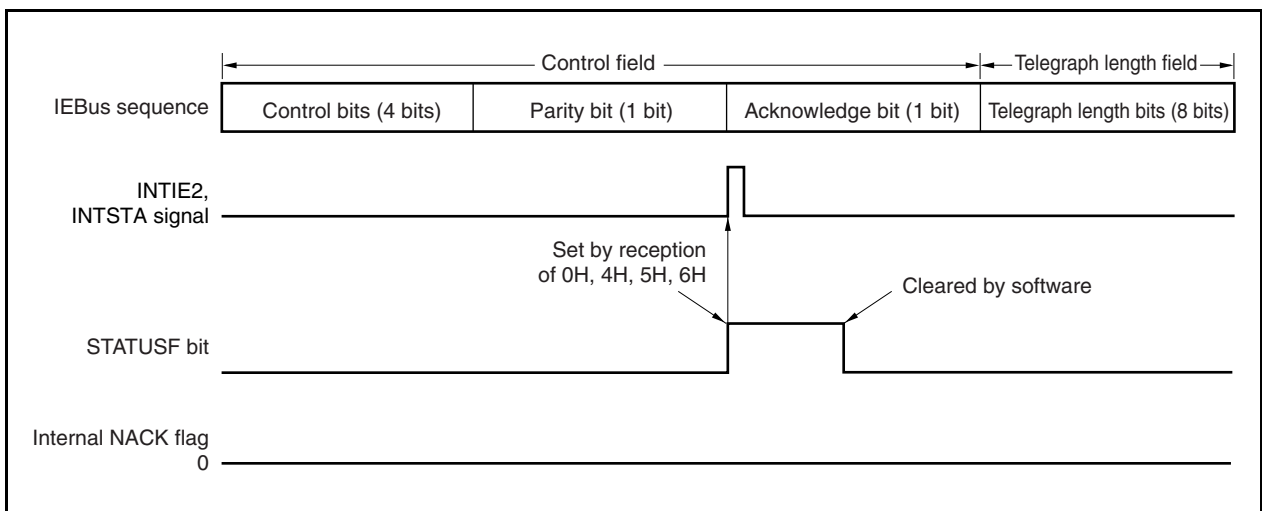 Control field
Telegraph length field
IEBus sequence
Control bits (4 bits)
Parity bit (1 bit)
Acknowledge bit (1 bit)
Telegraph length bits (8 bits)
INTIE2,
INTSTA signal
Set by reception
of 0H, 4H, 5H, 6H
Cleared by software
STATUSF bit
Internal NACK flag
0